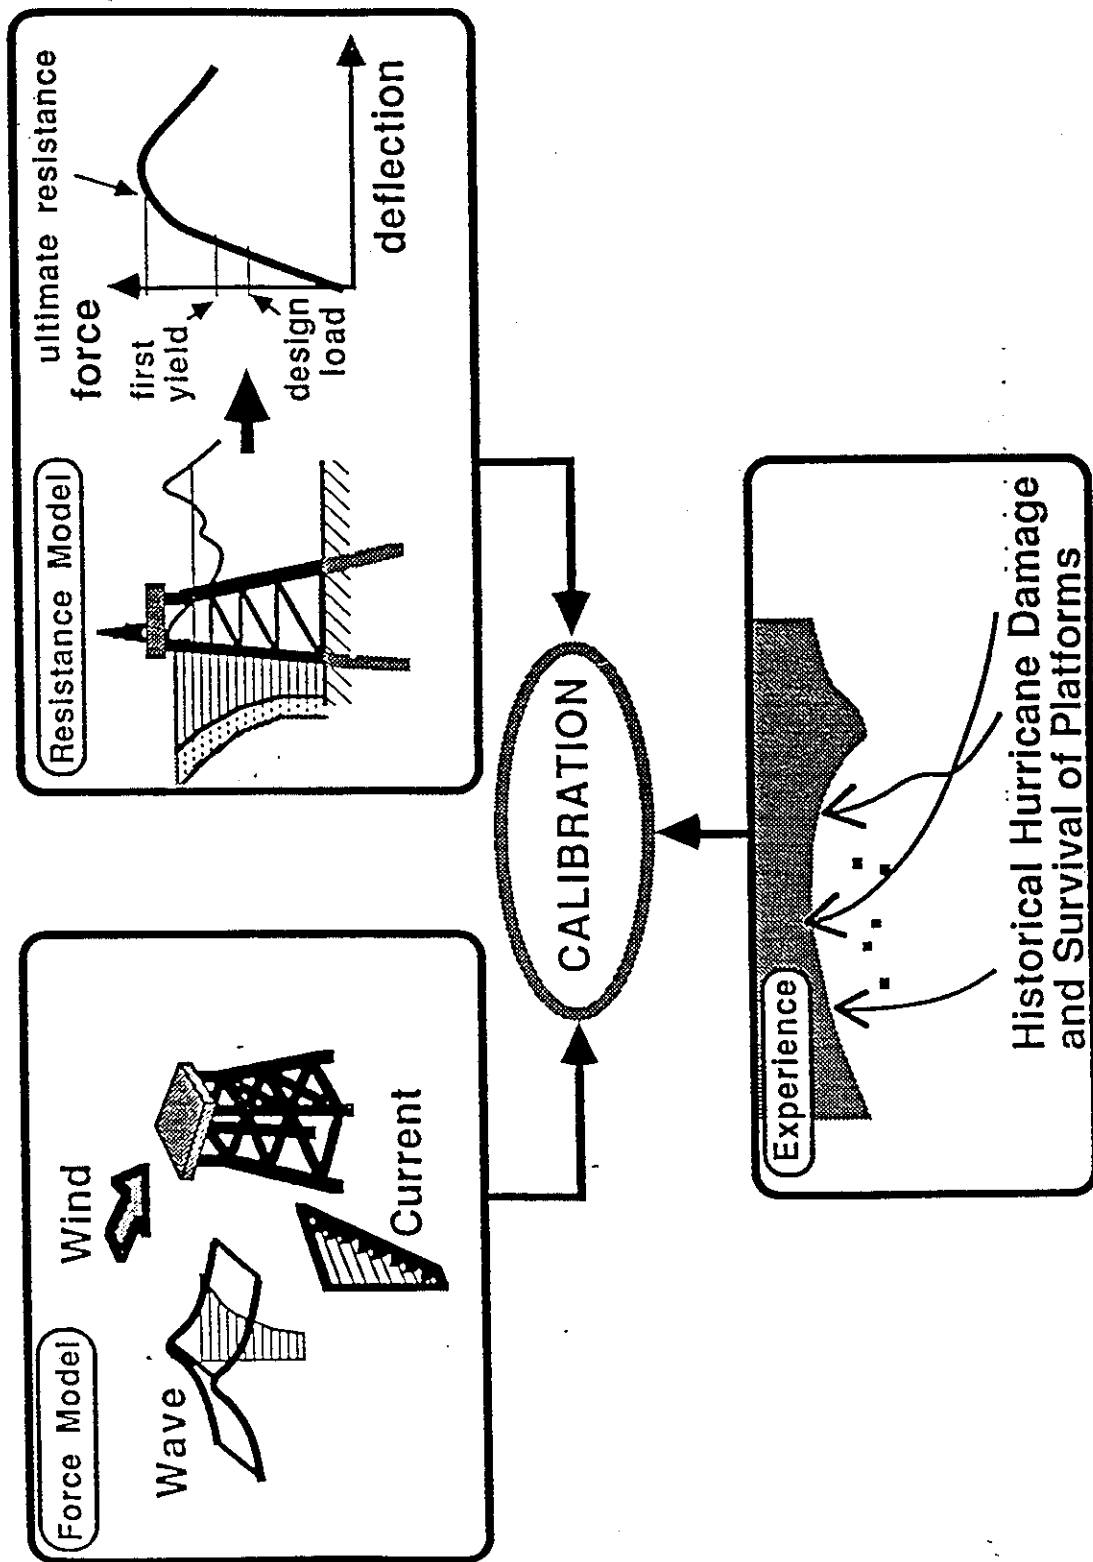 Force Model
Wind
Wave
Current
Resistance Model
ultimate resistance
force
first
yield
design
load
deflection
CALIBRATION
Experience
Historical Hurricane Damage
and Survival of Platforms